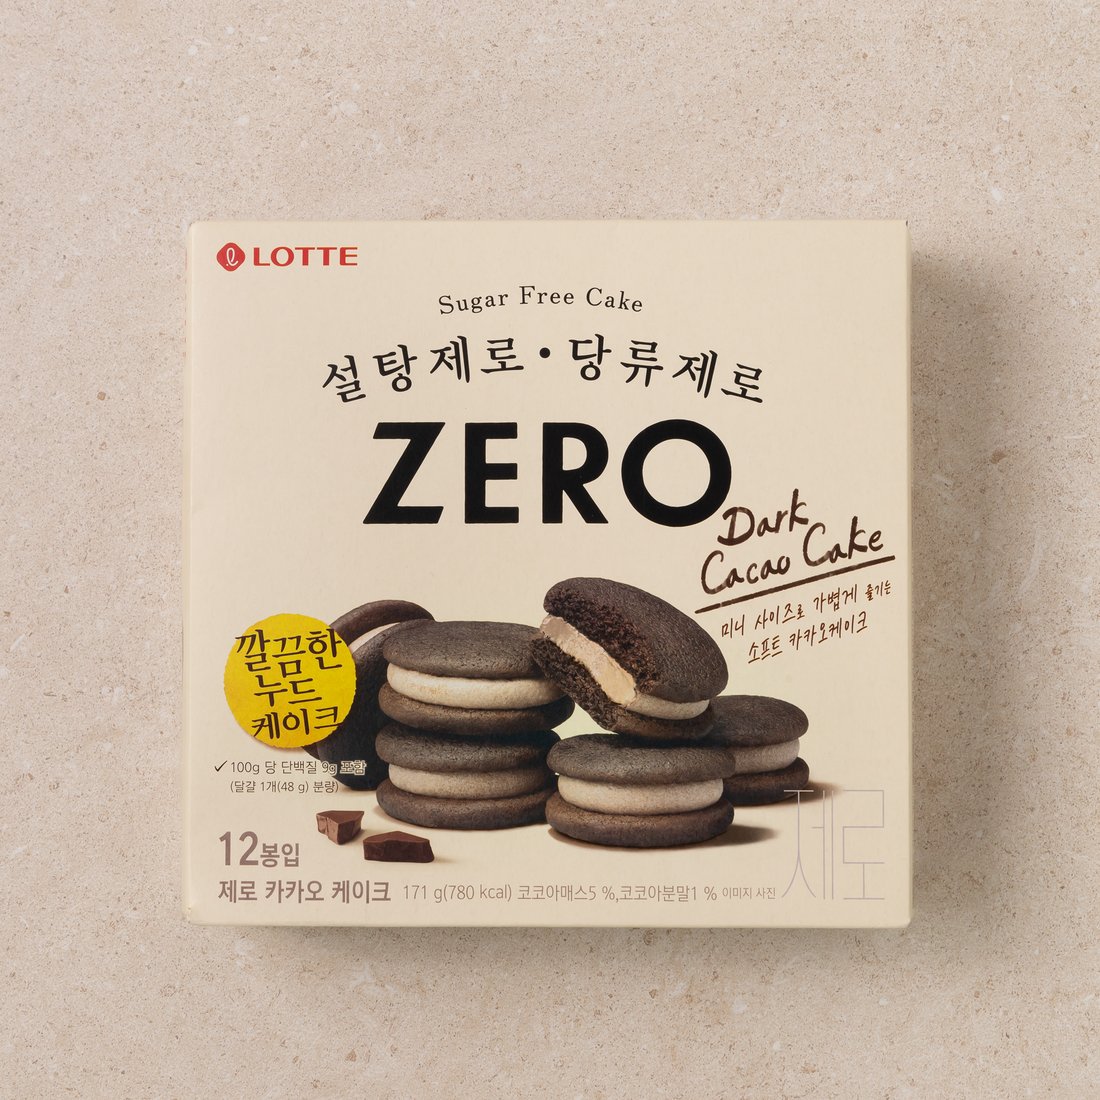 LOTTE
Sugar Free Cake
설탕제로·당류제로
ZERO
Dark
Cacao Cake
미니 사이즈로 가볍게 즐기는
소프트 카카오케이크
깔끔한
누드
케이크
✓100g 당 단백질 9g 포함
(달걀 1개(48 g) 분량)
12봉입
제로 카카오 케이크 171 g(780 kcal) 코코아매스5 %,코코아분말1 % 이미지 사진
제로